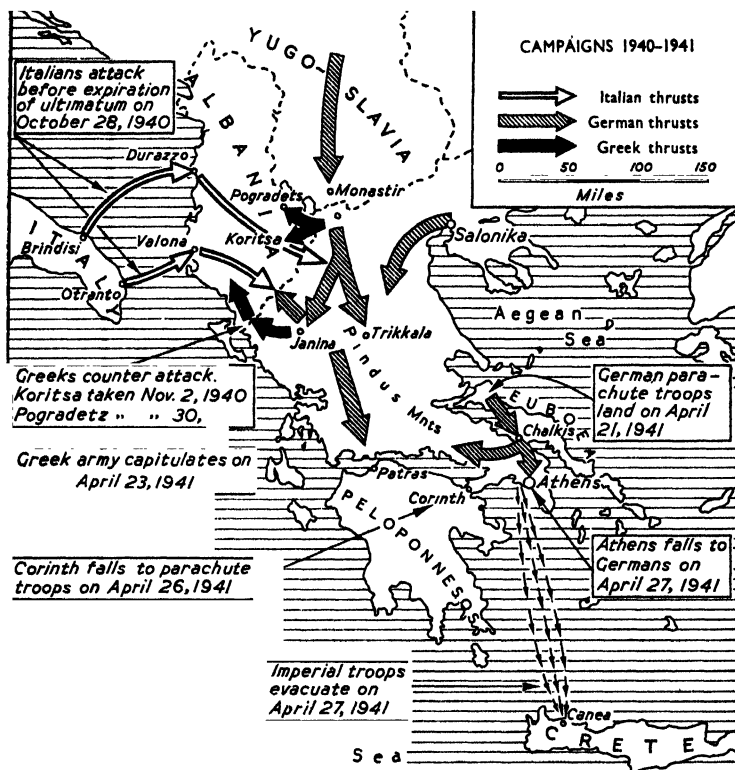 CAMPAIGNS 1940–1941
Italian thrusts
German thrusts
Greek thrusts
0 50 100 150
Miles
Italians attack
before expiration
of ultimatum on
October 28, 1940
YUGO-SLAVIA
ALBANIA
Durazzo
Pogradets
Monastir
Koritsa
Valona
ITALY
Brindisi
Otranto
Salonika
Janina
Trikkala
Pindus Mnts
Aegean
Sea
Greeks counter attack.
Koritsa taken Nov. 2, 1940
Pogradetz " " 30,
German para-
chute troops
land on April
21, 1941
EUBOE
Chalkis
Greek army capitulates on
April 23, 1941
Patras
Athens
Corinth
PELOPONNESOS
Corinth falls to parachute
troops on April 26, 1941
Athens falls to
Germans on
April 27, 1941
Imperial troops
evacuate on
April 27, 1941
Canea
CRETE
Sea